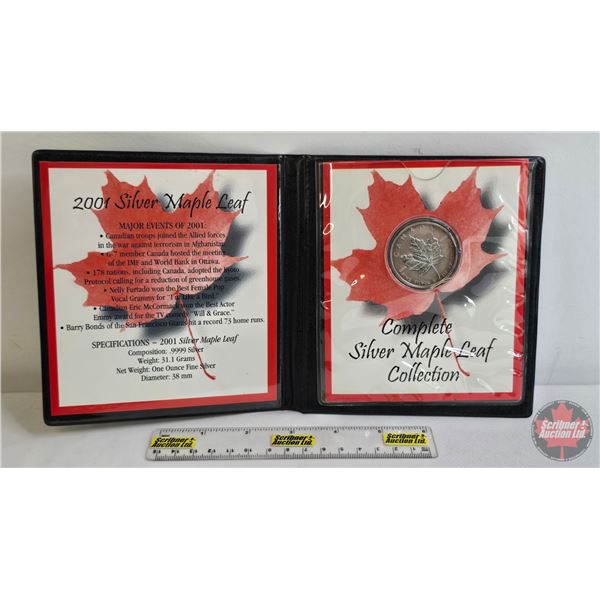 2001 Silver Maple Leaf
MAJOR EVENTS OF 2001:
• Canadian troops joined the Allied forces
in the war against terrorism in Afghanistan.
• G-7 member Canada hosted the meeting
of the IMF and World Bank in Ottawa.
• 178 nations, including Canada, adopted the Kyoto
Protocol calling for a reduction of greenhouse gases.
• Nelly Furtado won the Best Female Pop
Vocal Grammy for "I'm Like a Bird."
• Canadian Eric McCormack won the Best Actor
Emmy award for the TV comedy "Will & Grace."
• Barry Bonds of the San Francisco Giants hit a record 73 home runs.
SPECIFICATIONS – 2001 Silver Maple Leaf
Composition: .9999 Silver
Weight: 31.1 Grams
Net Weight: One Ounce Fine Silver
Diameter: 38 mm
Complete
Silver Maple Leaf
Collection
Scribner's Auction Ltd.
Scribner's Auction Ltd.
Scribner's Auction Ltd.
Scribner
Auction Ltd.